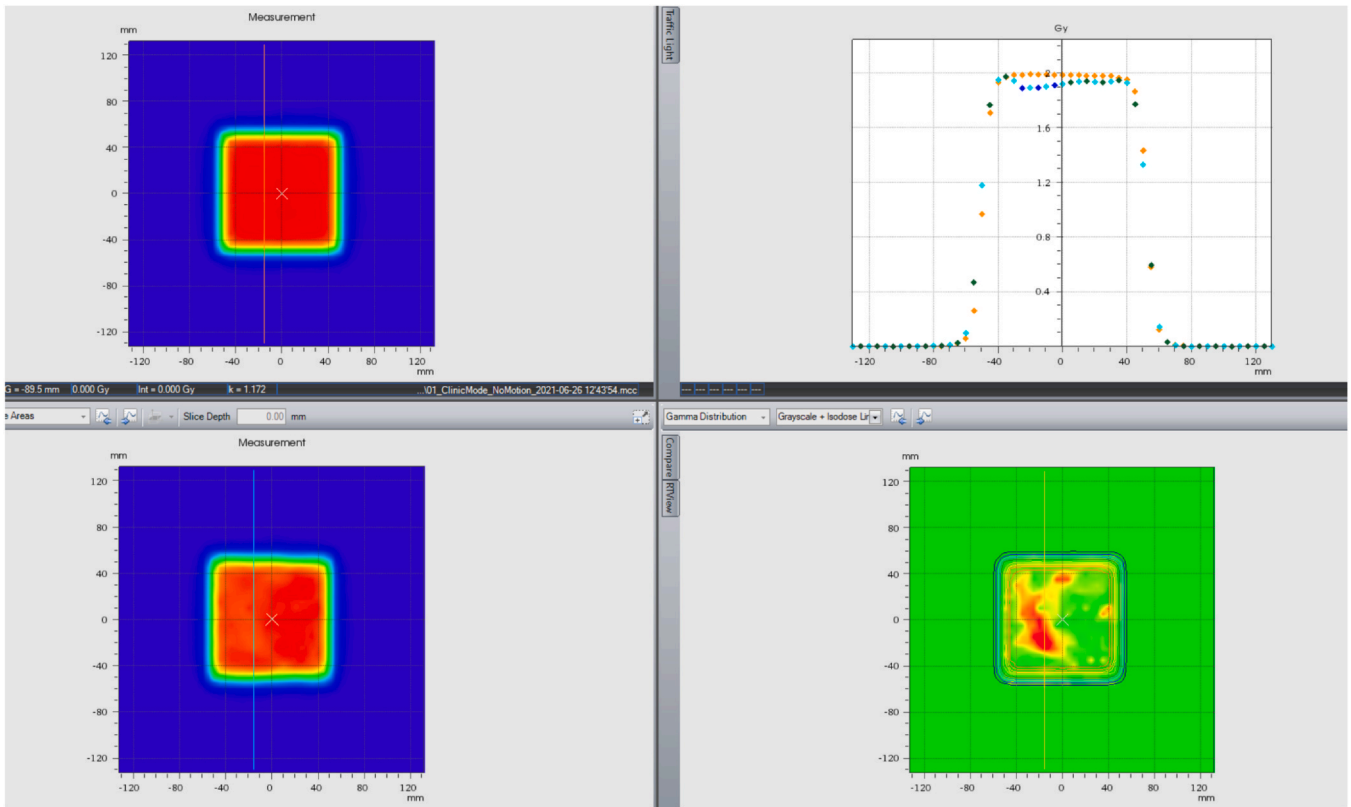 Measurement
mm
120
80
40
0
-40
-80
-120
-120 -80 -40 0 40 80 120
mm
G = -89.5 mm 0.000 Gy Int = 0.000 Gy k = 1.172 ...\01_ClinicMode_NoMotion_2021-06-26 12'43'54.mcc
Traffic Light
Gy
2
1.6
1.2
0.8
0.4
-120 -80 -40 0 40 80 120
mm
--- --- --- --- --- ---
e Areas Slice Depth 0.00 mm
Measurement
mm
120
80
40
0
-40
-80
-120
-120 -80 -40 0 40 80 120
mm
Gamma Distribution Grayscale + Isodose Lir
Compare
RTView
mm
120
80
40
0
-40
-80
-120
-120 -80 -40 0 40 80 120
mm